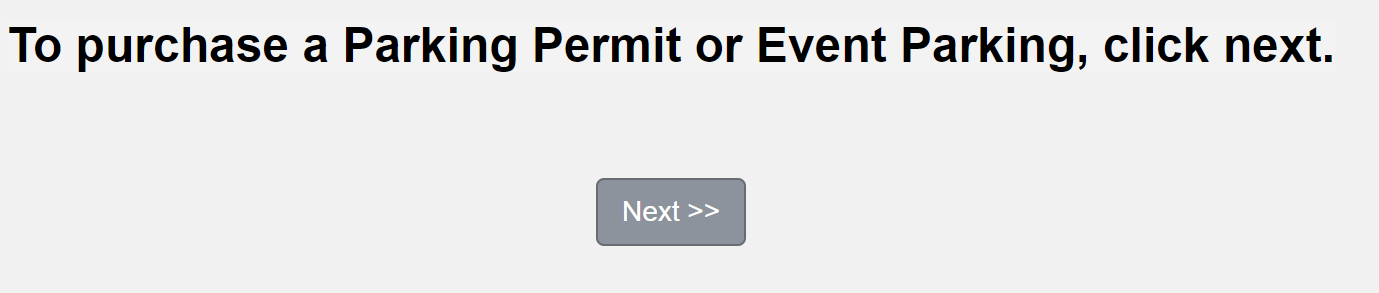 To purchase a Parking Permit or Event Parking, click next.
Next >>